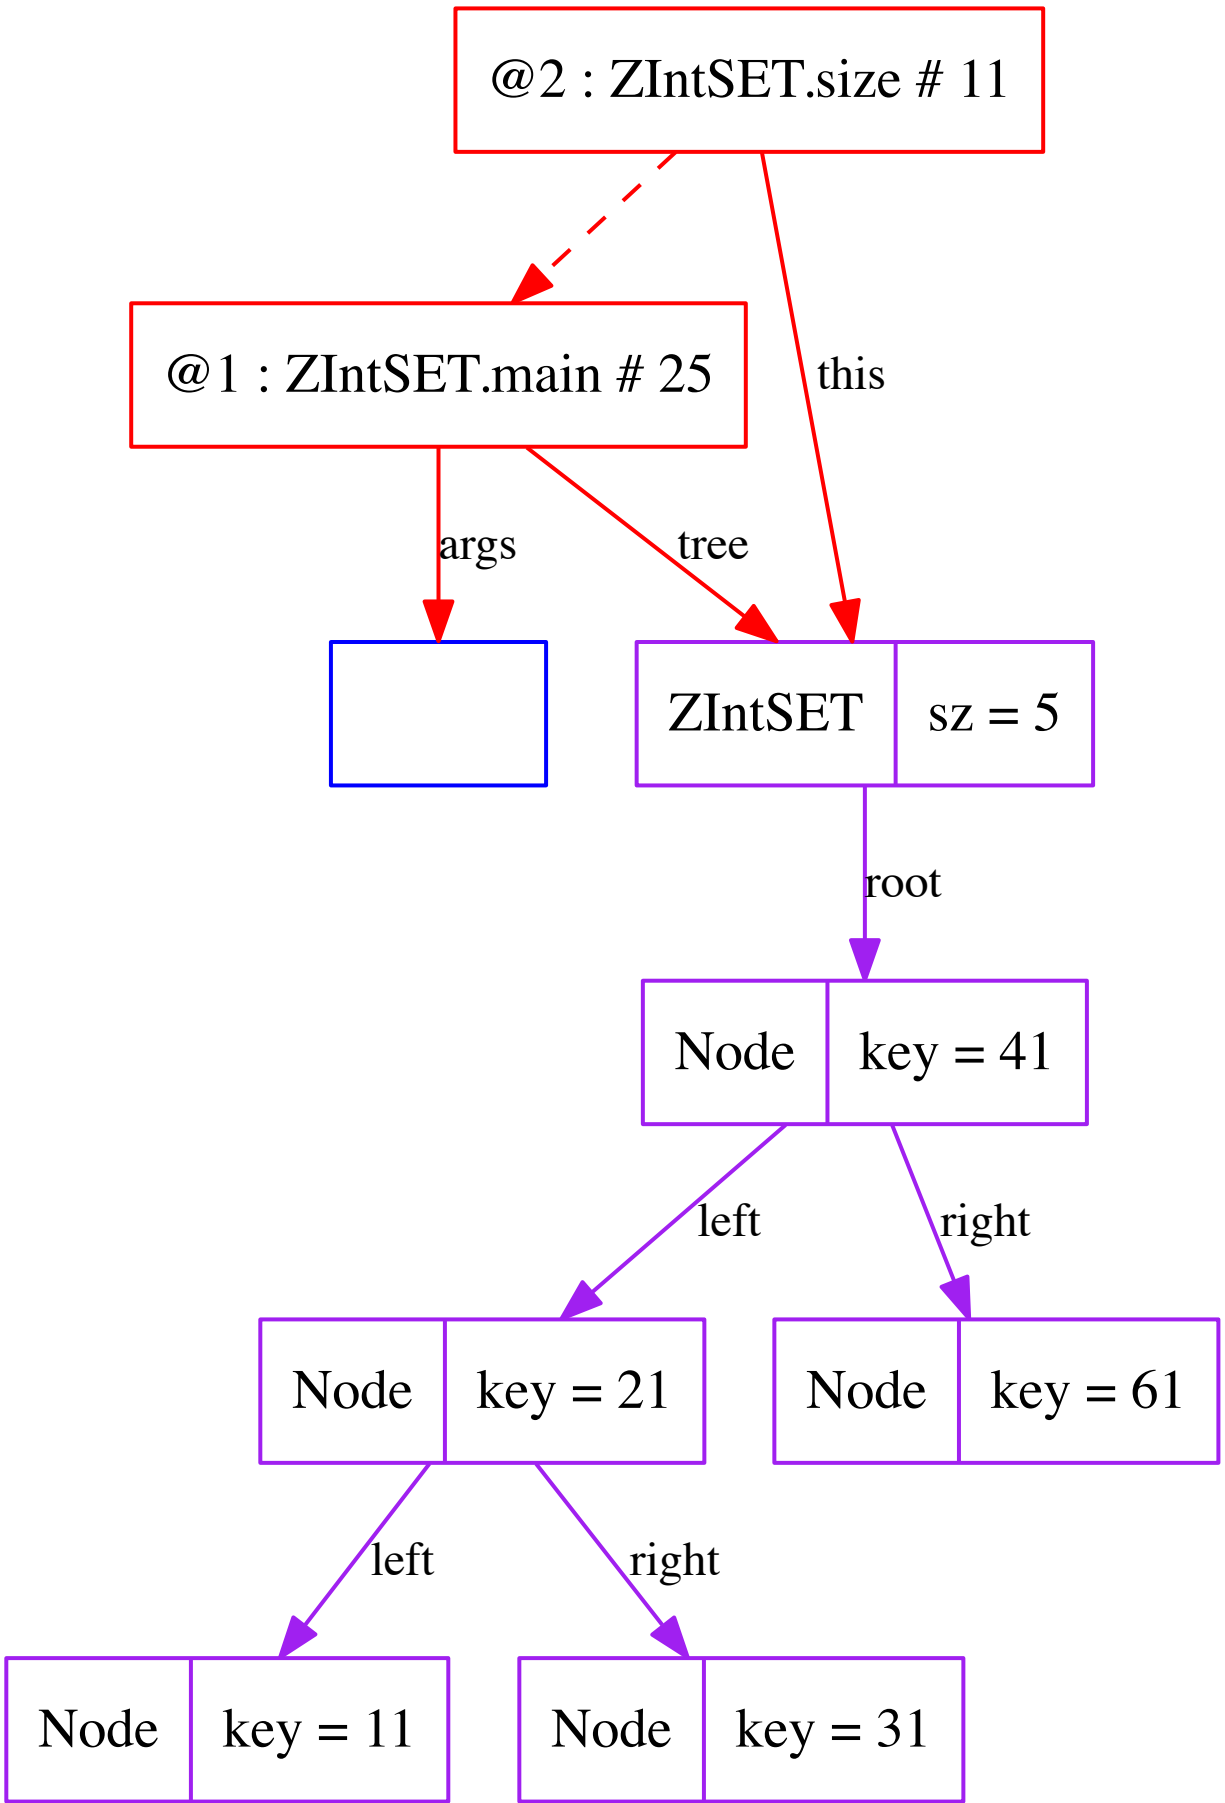 @2 : ZIntSET.size # 11
@1 : ZIntSET.main # 25
this
args
tree
ZIntSET
sz = 5
root
Node
key = 41
left
right
Node
key = 21
Node
key = 61
left
right
Node
key = 11
Node
key = 31